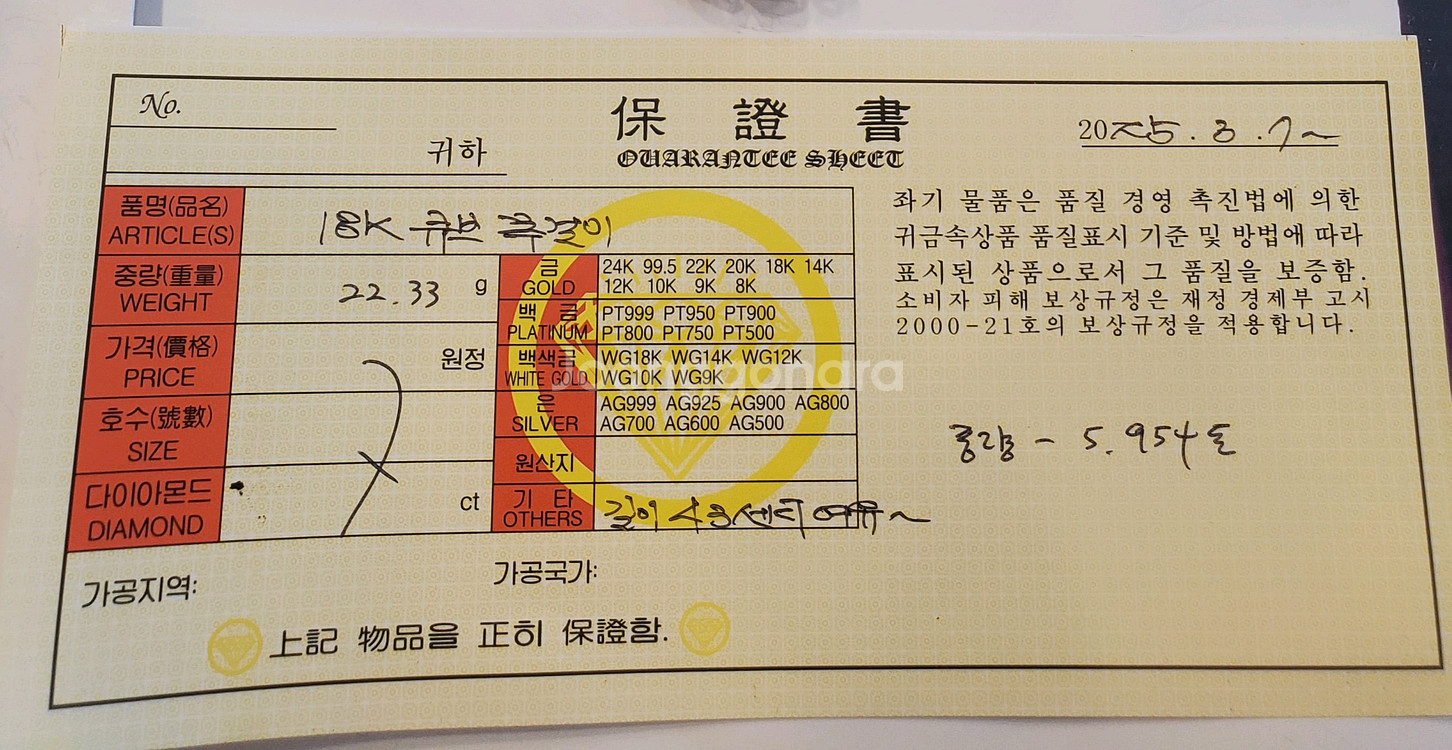 No.
귀하
保 證 書
QUARANTEE SHEET
2025.3.7~
품명(品名)
ARTICLE(S)
18K 큐브 목걸이
중량(重量)
WEIGHT
22.33 g
가격(價格)
PRICE
원정
호수(號數)
SIZE
다이아몬드
DIAMOND
ct
금
GOLD
24K 99.5 22K 20K 18K 14K
12K 10K 9K 8K
백 금
PLATINUM
PT999 PT950 PT900
PT800 PT750 PT500
백색금
WHITE GOLD
WG18K WG14K WG12K
WG10K WG9K
은
SILVER
AG999 AG925 AG900 AG800
AG700 AG600 AG500
원산지
기 타
OTHERS
길이 센티
좌기 물품은 품질 경영 촉진법에 의한
귀금속상품 품질표시 기준 및 방법애 따라
표시된 상품으로서 그 품질을 보증함.
소비자 피해 보상규정은 재정 경제부 고시
2000-21호의 보상규정을 적용합니다.
중량 - 5.954돈
가공지역:
가공국가:
上記 物品을 正히 保證함.
Joonggonara